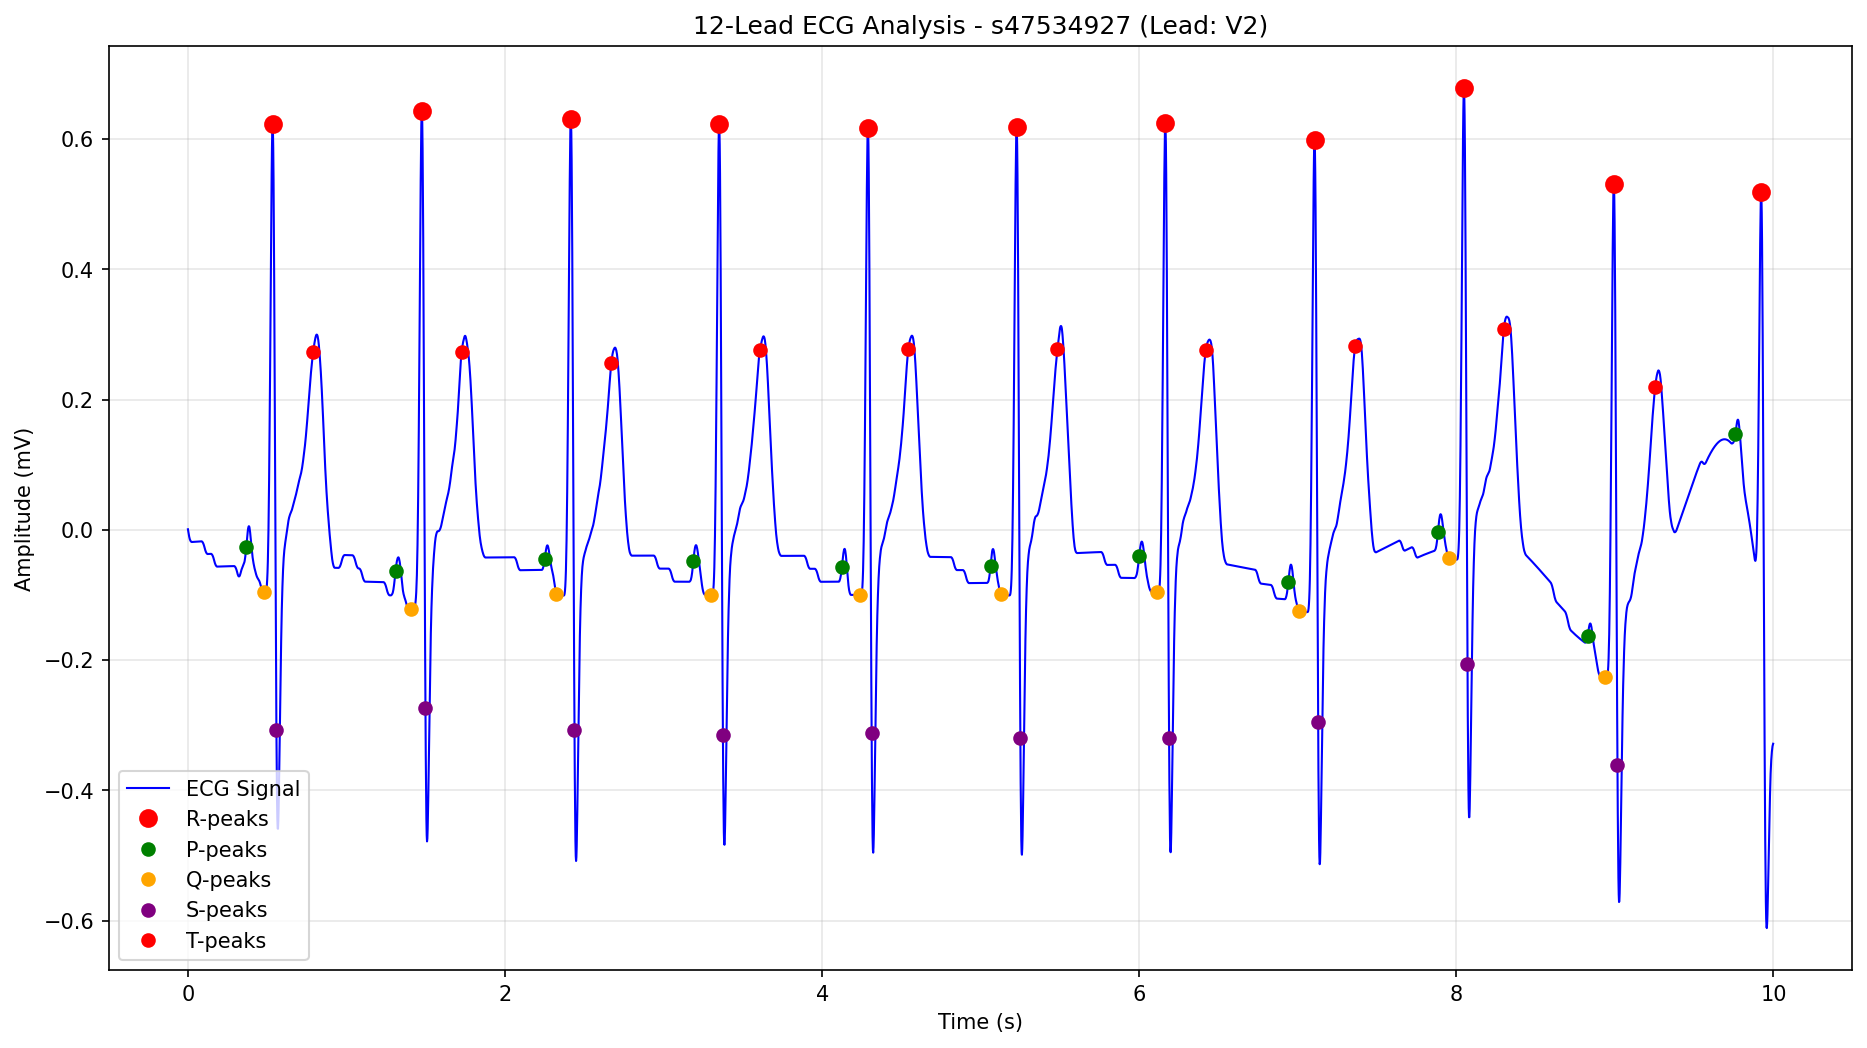 12-Lead ECG Analysis - s47534927 (Lead: V2)
Amplitude (mV)
0.6
0.4
0.2
0.0
−0.2
−0.4
−0.6
ECG Signal
R-peaks
P-peaks
Q-peaks
S-peaks
T-peaks
0 2 4 6 8 10
Time (s)